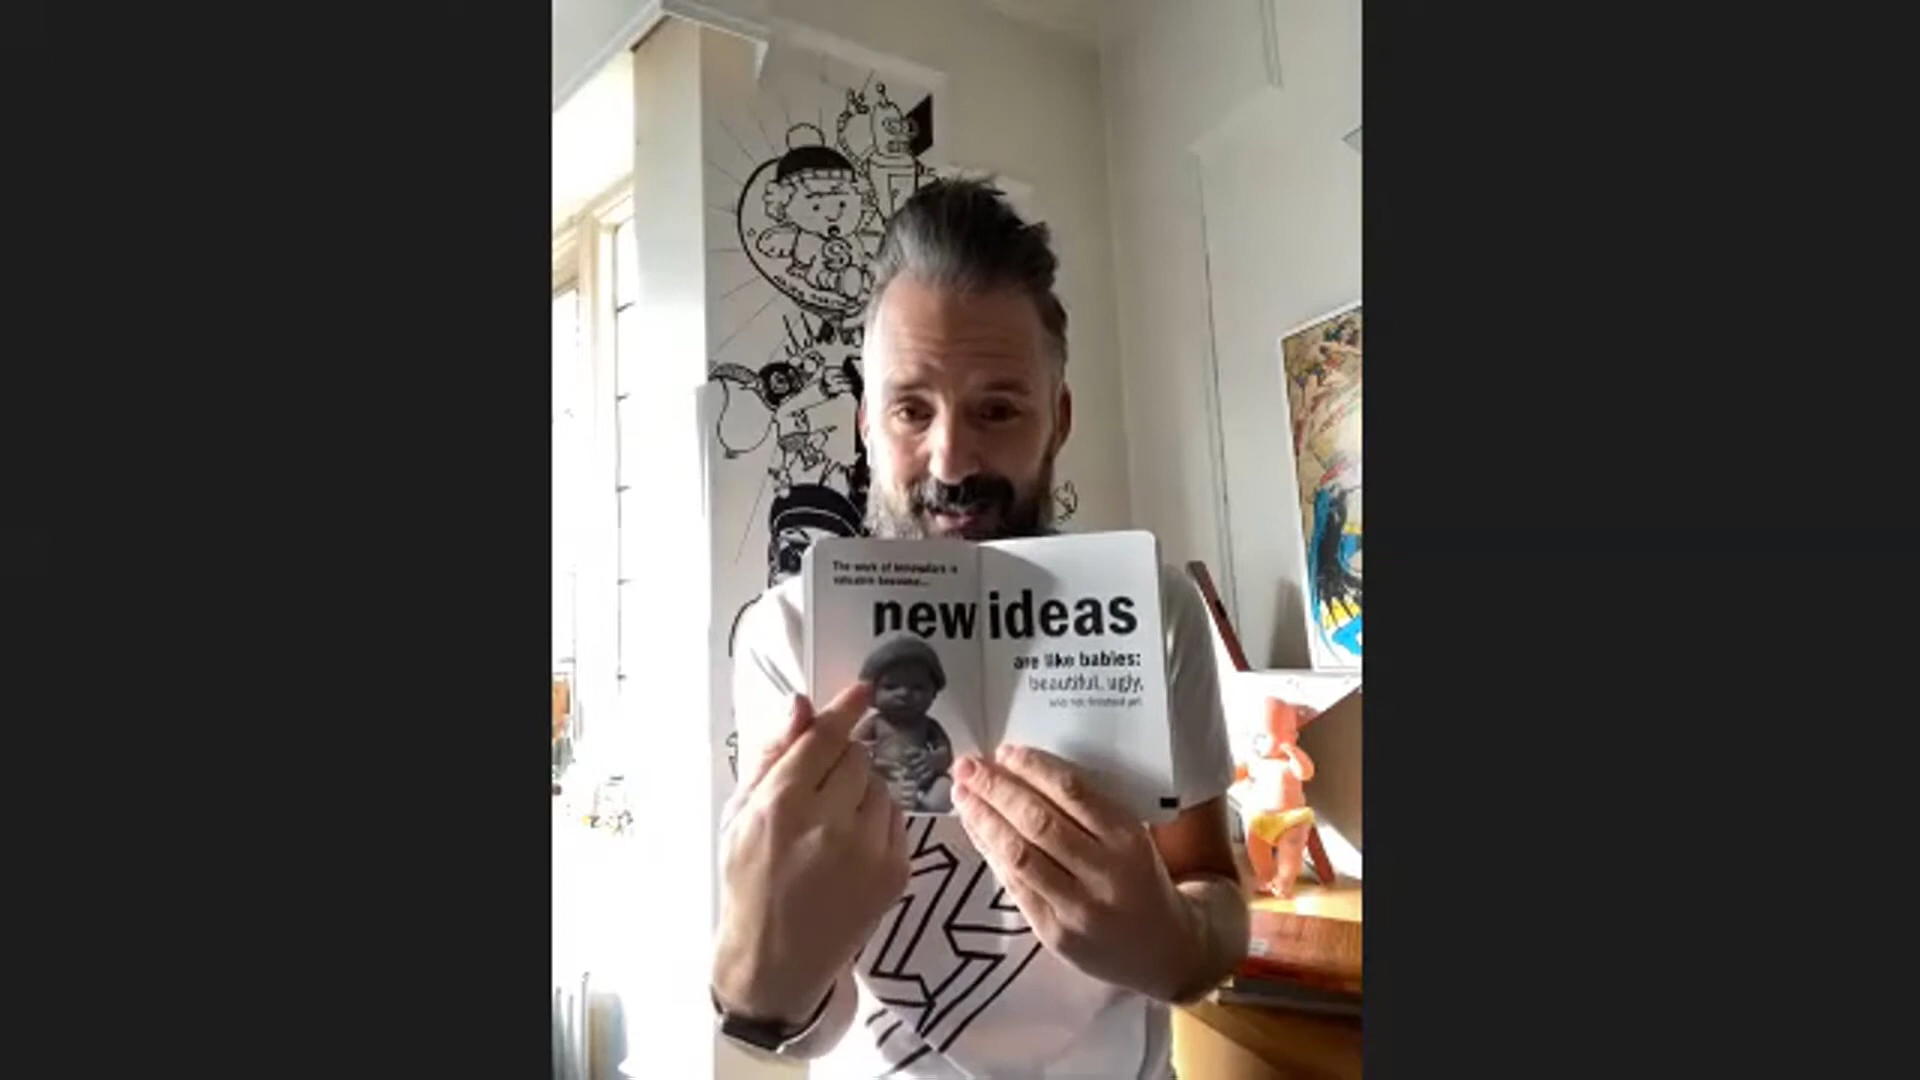 The work of innovators is
valuable because...
new ideas
are like babies:
beautiful, ugly,
and not finished yet.
S